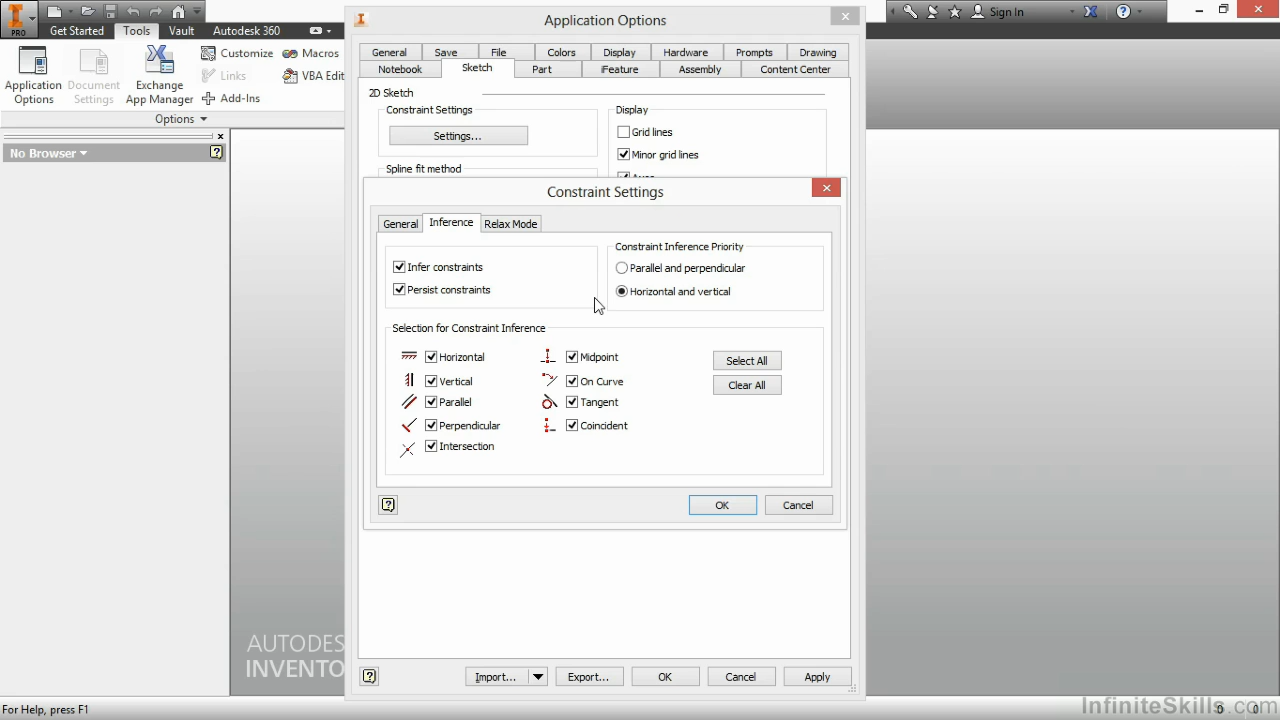 PRO
Get Started
Tools
Vault
Autodesk 360
Sign In
Application Options
Document Settings
Exchange App Manager
Customize
Links
Add-Ins
Macros
VBA Edit
Options
No Browser
Application Options
General
Save
File
Colors
Display
Hardware
Prompts
Drawing
Notebook
Sketch
Part
iFeature
Assembly
Content Center
2D Sketch
Constraint Settings
Settings...
Spline fit method
Display
Grid lines
Minor grid lines
Constraint Settings
General
Inference
Relax Mode
Infer constraints
Persist constraints
Constraint Inference Priority
Parallel and perpendicular
Horizontal and vertical
Selection for Constraint Inference
Horizontal
Vertical
Parallel
Perpendicular
Intersection
Midpoint
On Curve
Tangent
Coincident
Select All
Clear All
OK
Cancel
AUTODES
INVENTO
Import...
Export...
OK
Cancel
Apply
For Help, press F1
0
0
InfiniteSkills.com